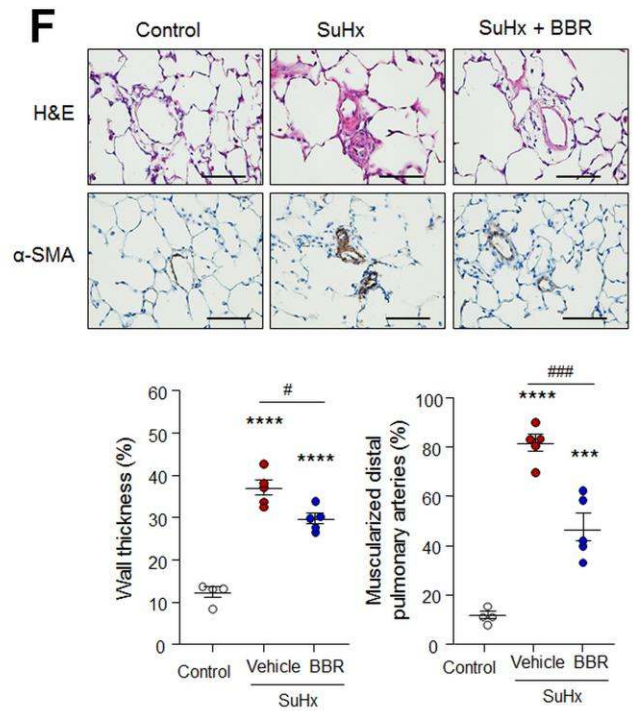 F
Control SuHx SuHx + BBR
H&E
α-SMA
Wall thickness (%)
60
50
40
30
20
10
0
#
****
****
Control Vehicle BBR
SuHx
Muscularized distal
pulmonary arteries (%)
100
80
60
40
20
0
###
****
***
Control Vehicle BBR
SuHx